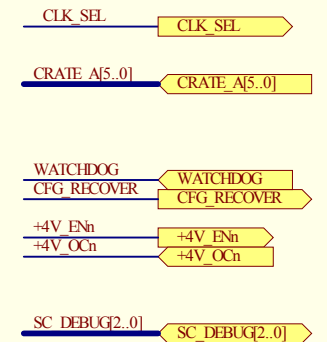 CLK_SEL CLK_SEL
CRATE_A[5..0] CRATE_A[5..0]
WATCHDOG WATCHDOG
CFG_RECOVER CFG_RECOVER
+4V_ENn +4V_ENn
+4V_OCn +4V_OCn
SC_DEBUG[2..0] SC_DEBUG[2..0]